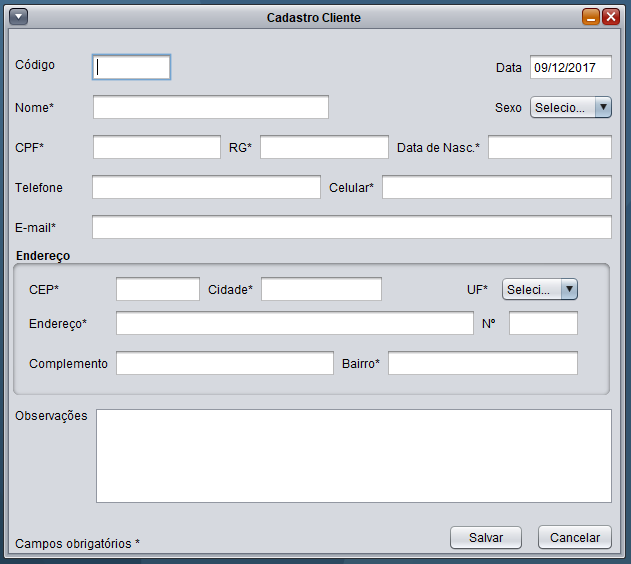 Cadastro Cliente
Código
Data 09/12/2017
Nome*
Sexo Selecio...
CPF* RG* Data de Nasc.*
Telefone Celular*
E-mail*
Endereço
CEP* Cidade* UF* Seleci...
Endereço* Nº
Complemento Bairro*
Observações
Campos obrigatórios * Salvar Cancelar